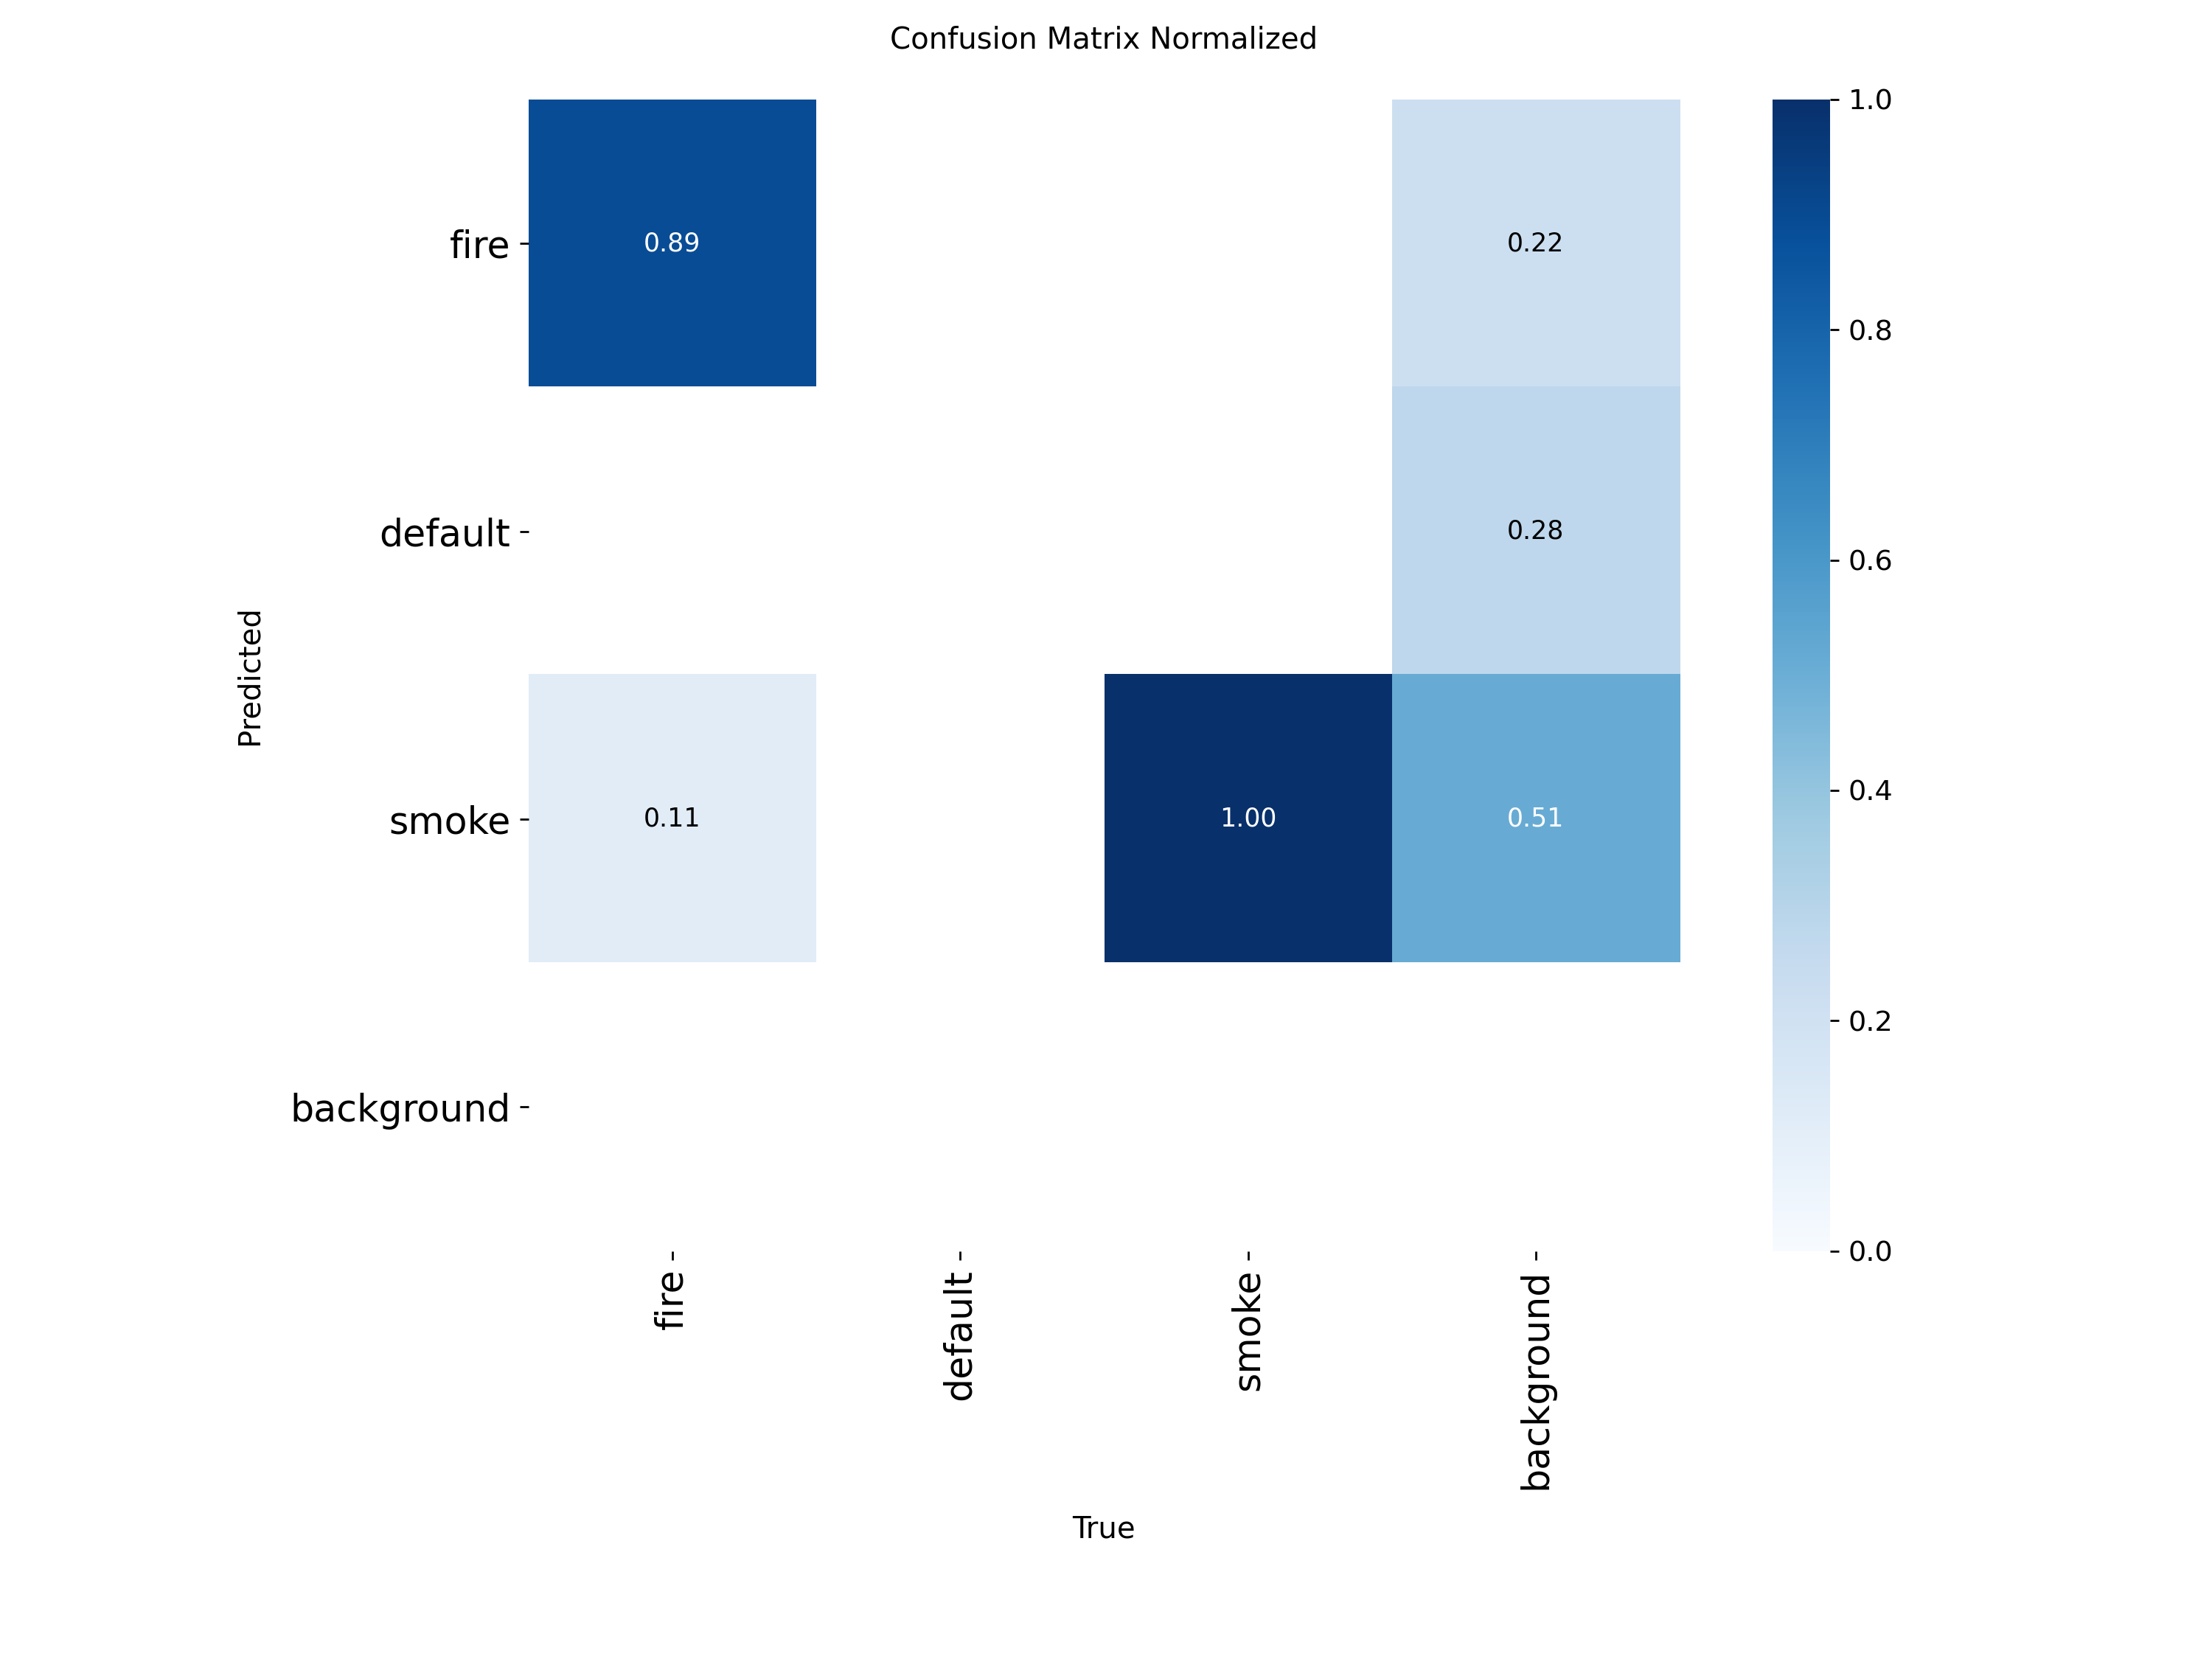 Confusion Matrix Normalized
1.0
fire
0.89
0.22
0.8
default
0.28
0.6
Predicted
smoke
0.11
1.00
0.51
0.4
background
0.2
0.0
fire
default
smoke
background
True